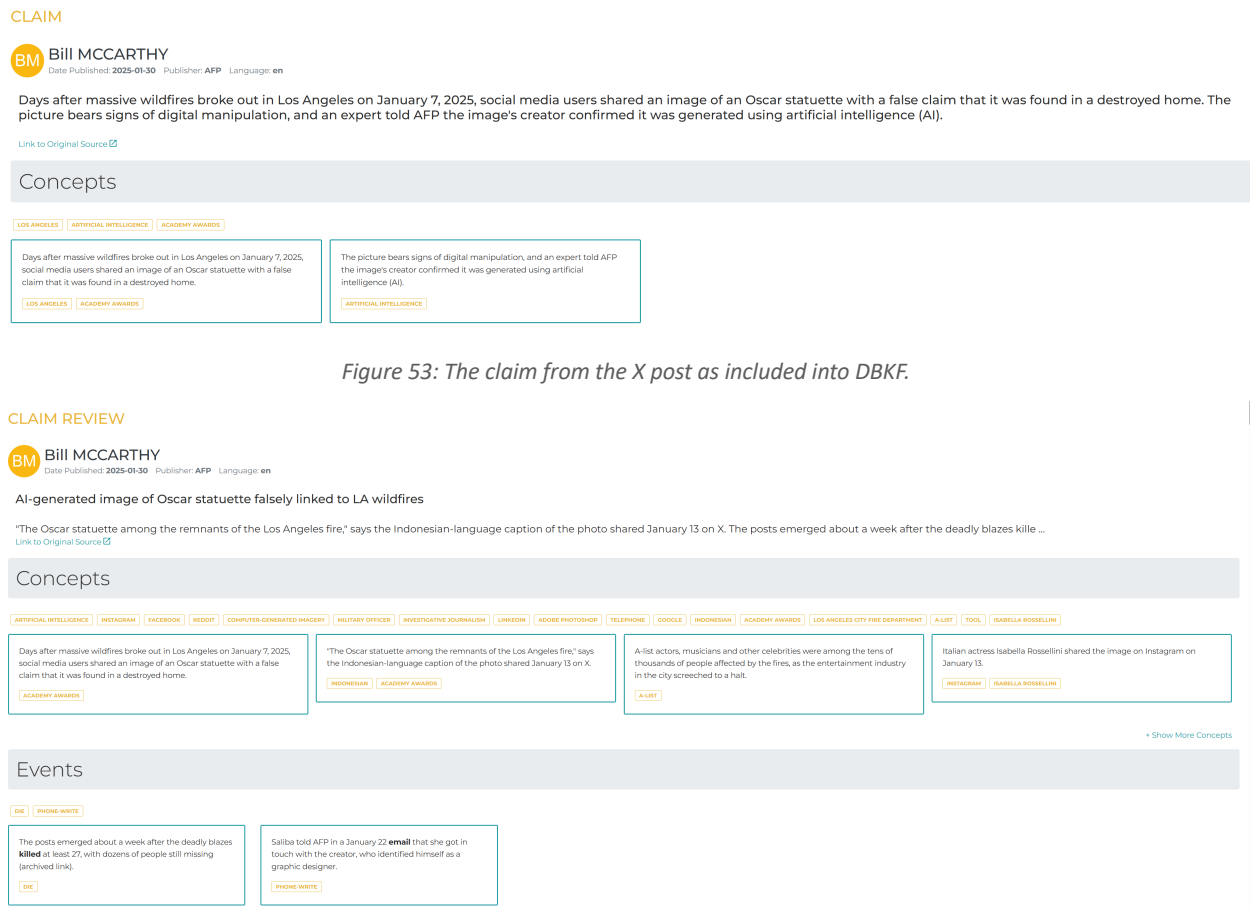 CLAIM
BM
Bill MCCARTHY
Date Published: 2025-01-30 Publisher: AFP Language: en
Days after massive wildfires broke out in Los Angeles on January 7, 2025, social media users shared an image of an Oscar statuette with a false claim that it was found in a destroyed home. The
picture bears signs of digital manipulation, and an expert told AFP the image's creator confirmed it was generated using artificial intelligence (AI).
Link to Original Source
Concepts
LOS ANGELES ARTIFICIAL INTELLIGENCE ACADEMY AWARDS
Days after massive wildfires broke out in Los Angeles on January 7, 2025,
social media users shared an image of an Oscar statuette with a false
claim that it was found in a destroyed home.
LOS ANGELES ACADEMY AWARDS
The picture bears signs of digital manipulation, and an expert told AFP
the image's creator confirmed it was generated using artificial
intelligence (AI).
ARTIFICIAL INTELLIGENCE
Figure 53: The claim from the X post as included into DBKF.
CLAIM REVIEW
BM
Bill MCCARTHY
Date Published: 2025-01-30 Publisher: AFP Language: en
AI-generated image of Oscar statuette falsely linked to LA wildfires
"The Oscar statuette among the remnants of the Los Angeles fire," says the Indonesian-language caption of the photo shared January 13 on X. The posts emerged about a week after the deadly blazes kille ...
Link to Original Source
Concepts
ARTIFICIAL INTELLIGENCE INSTAGRAM FACEBOOK REDDIT COMPUTER-GENERATED IMAGERY MILITARY OFFICER INVESTIGATIVE JOURNALISM LINKEDIN ADOBE PHOTOSHOP TELEPHONE GOOGLE INDONESIAN ACADEMY AWARDS LOS ANGELES CITY FIRE DEPARTMENT A-LIST TOOL ISABELLA ROSSELLINI
Days after massive wildfires broke out in Los Angeles on January 7, 2025,
social media users shared an image of an Oscar statuette with a false
claim that it was found in a destroyed home.
ACADEMY AWARDS
"The Oscar statuette among the remnants of the Los Angeles fire," says
the Indonesian-language caption of the photo shared January 13 on X.
INDONESIAN ACADEMY AWARDS
A-list actors, musicians and other celebrities were among the tens of
thousands of people affected by the fires, as the entertainment industry
in the city screeched to a halt.
A-LIST
Italian actress Isabella Rossellini shared the image on Instagram on
January 13.
INSTAGRAM ISABELLA ROSSELLINI
+ Show More Concepts
Events
DIE PHONE-WRITE
The posts emerged about a week after the deadly blazes
killed at least 27, with dozens of people still missing
(archived link).
DIE
Saliba told AFP in a January 22 email that she got in
touch with the creator, who identified himself as a
graphic designer.
PHONE-WRITE